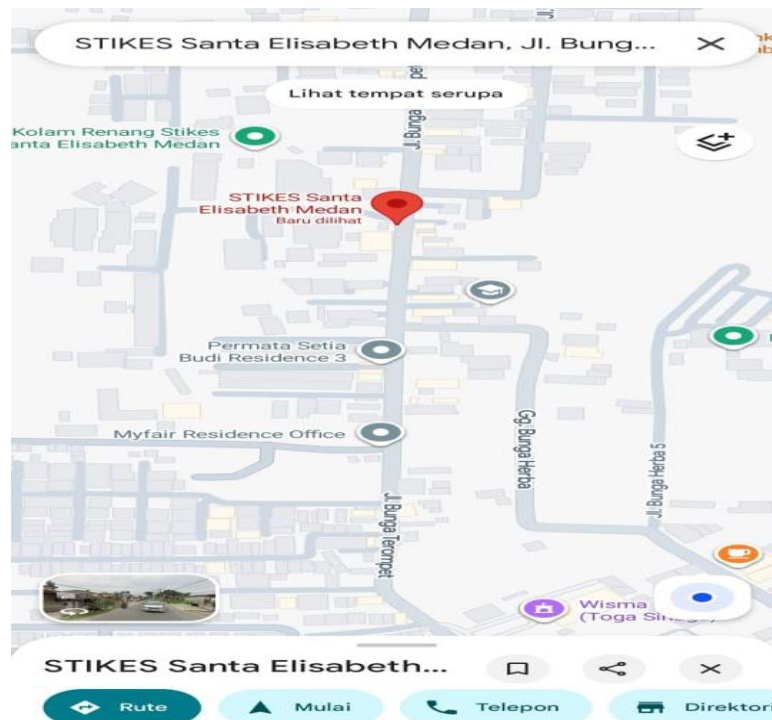 STIKES Santa Elisabeth Medan, Jl. Bung...
Lihat tempat serupa
Kolam Renang Stikes
anta Elisabeth Medan
Jl. Bunga
STIKES Santa
Elisabeth Medan
Baru dilihat
Permata Setia
Budi Residence 3
Myfair Residence Office
Gg. Bunga Herba
Jl. Bunga Herba 5
Jl. Bunga Terompet
Wisma
(Toga
STIKES Santa Elisabeth...
Rute
Mulai
Telepon
Direktori